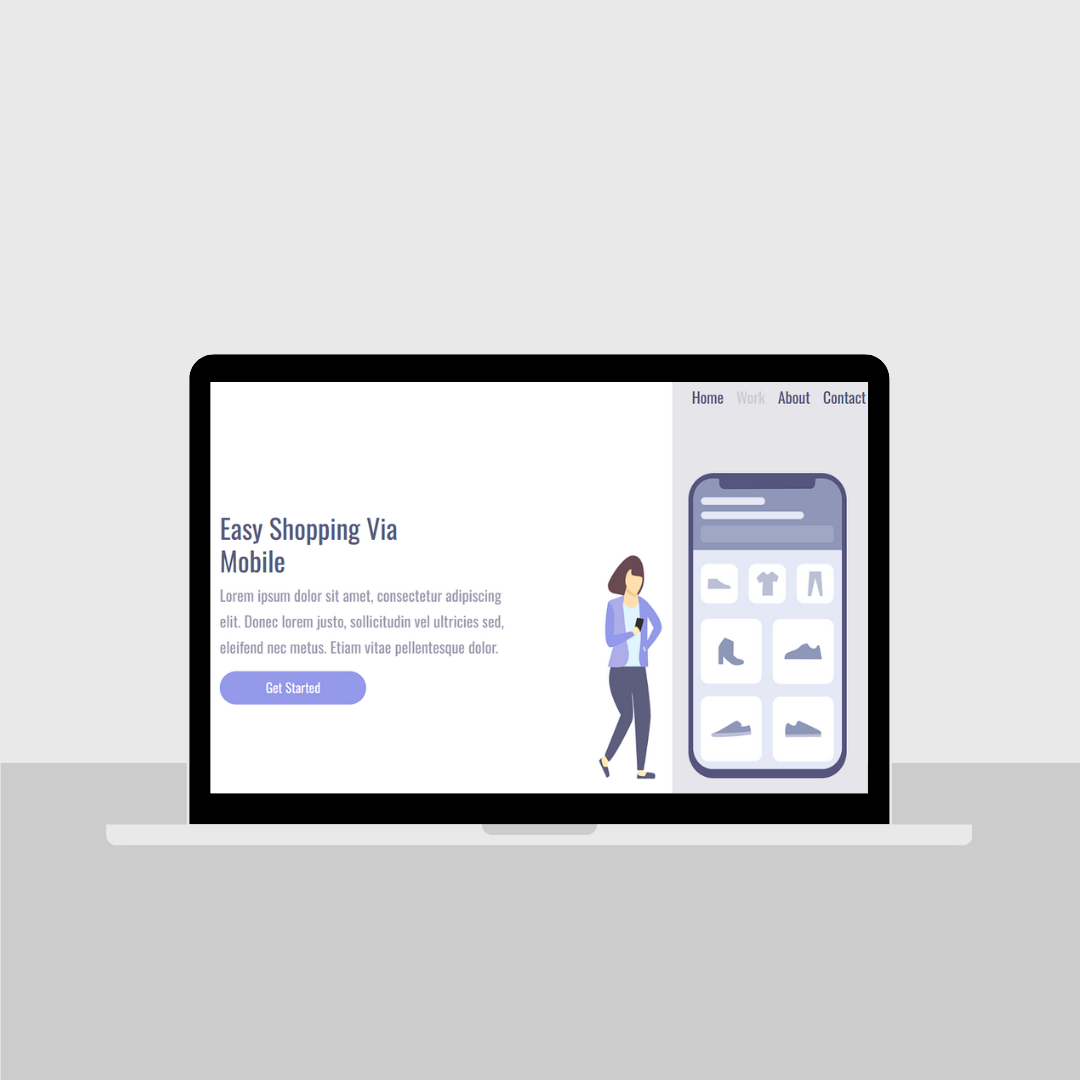 Home Work About Contact
Easy Shopping Via
Mobile
Lorem ipsum dolor sit amet, consectetur adipiscing
elit. Donec lorem justo, sollicitudin vel ultricies sed,
eleifend nec metus. Etiam vitae pellentesque dolor.
Get Started